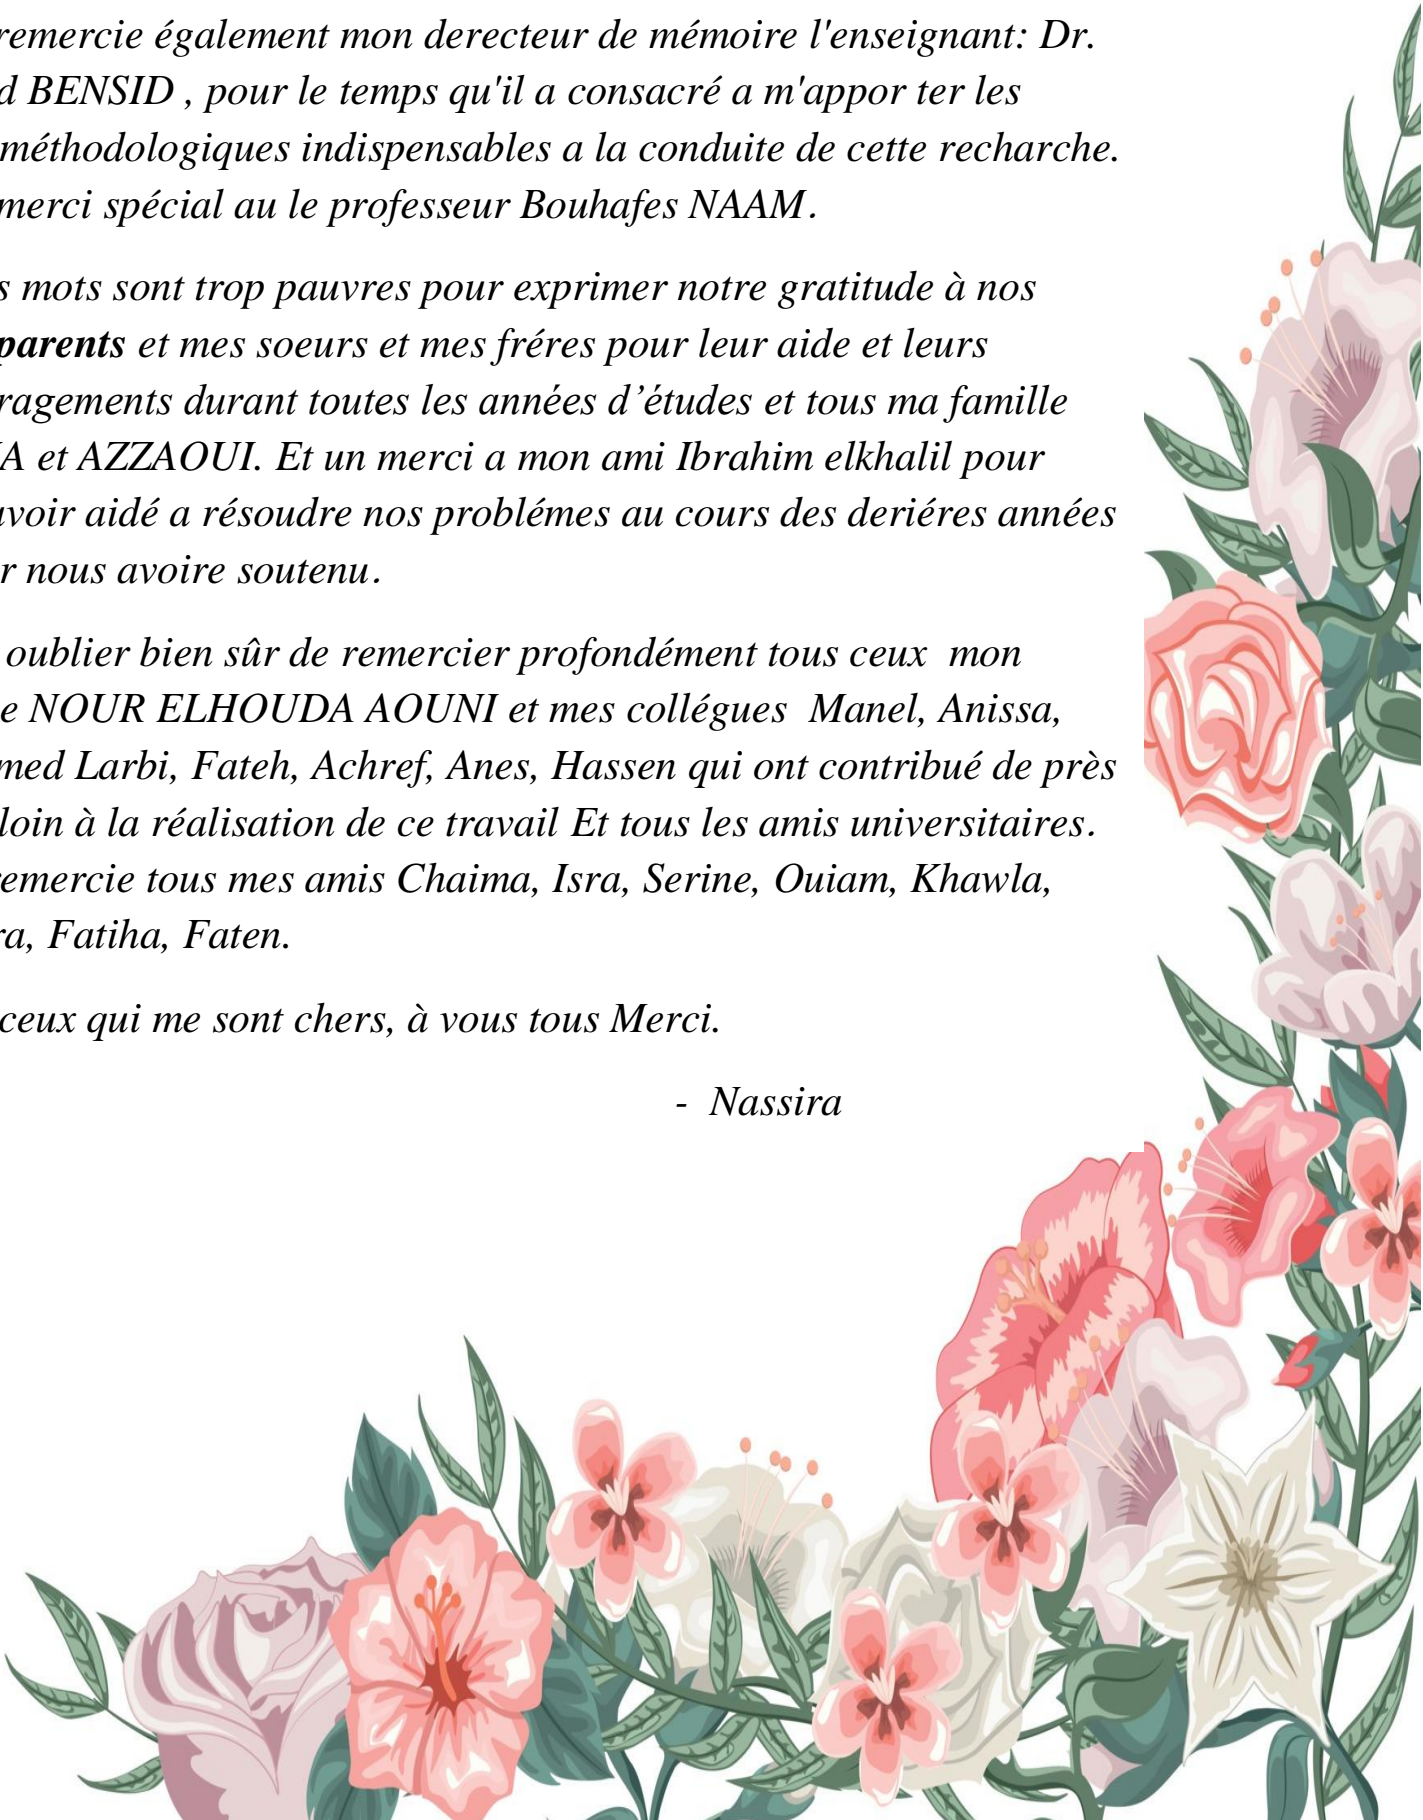 remercie également mon derecteur de mémoire l'enseignant: Dr.
d BENSID , pour le temps qu'il a consacré a m'appor ter les
méthodologiques indispensables a la conduite de cette recharche.
merci spécial au le professeur Bouhafes NAAM.
s mots sont trop pauvres pour exprimer notre gratitude à nos
parents et mes soeurs et mes fréres pour leur aide et leurs
ragements durant toutes les années d’études et tous ma famille
A et AZZAOUI. Et un merci a mon ami Ibrahim elkhalil pour
avoir aidé a résoudre nos problémes au cours des deriéres années
r nous avoire soutenu.
oublier bien sûr de remercier profondément tous ceux mon
e NOUR ELHOUDA AOUNI et mes collégues Manel, Anissa,
med Larbi, Fateh, Achref, Anes, Hassen qui ont contribué de près
loin à la réalisation de ce travail Et tous les amis universitaires.
remercie tous mes amis Chaima, Isra, Serine, Ouiam, Khawla,
ra, Fatiha, Faten.
ceux qui me sont chers, à vous tous Merci.
- Nassira